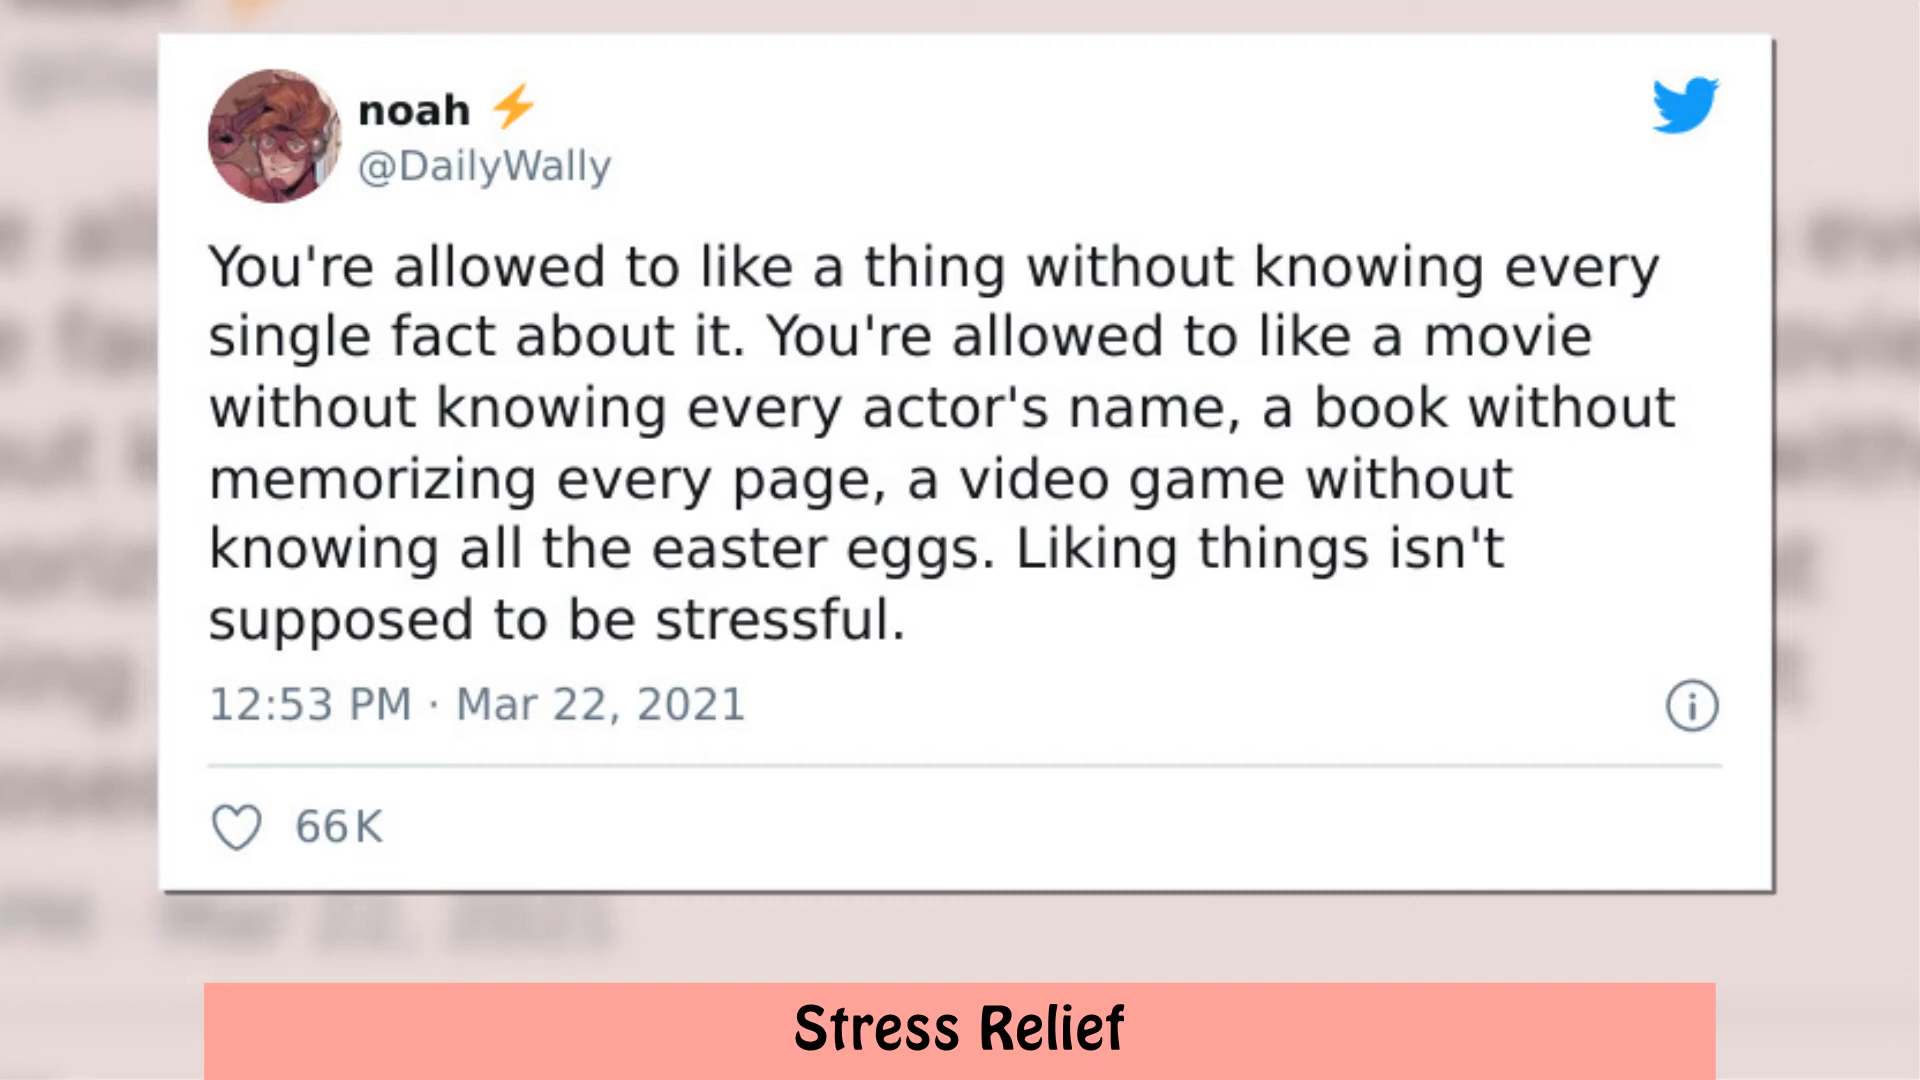 noah ⚡
@DailyWally
You're allowed to like a thing without knowing every
single fact about it. You're allowed to like a movie
without knowing every actor's name, a book without
memorizing every page, a video game without
knowing all the easter eggs. Liking things isn't
supposed to be stressful.
12:53 PM · Mar 22, 2021
66K
Stress Relief